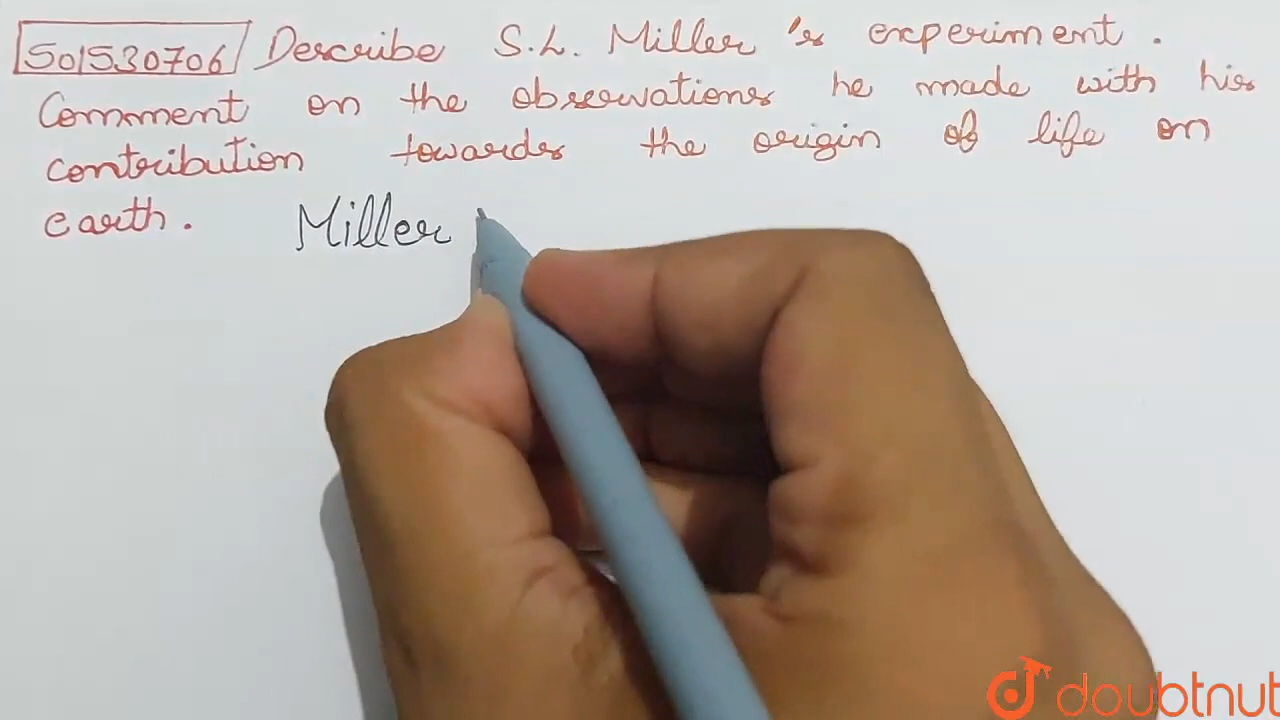 501530706 Describe S.L. Miller's experiment.
Comment on the observations he made with his
contribution towards the origin of life on
earth. Miller
doubtnut